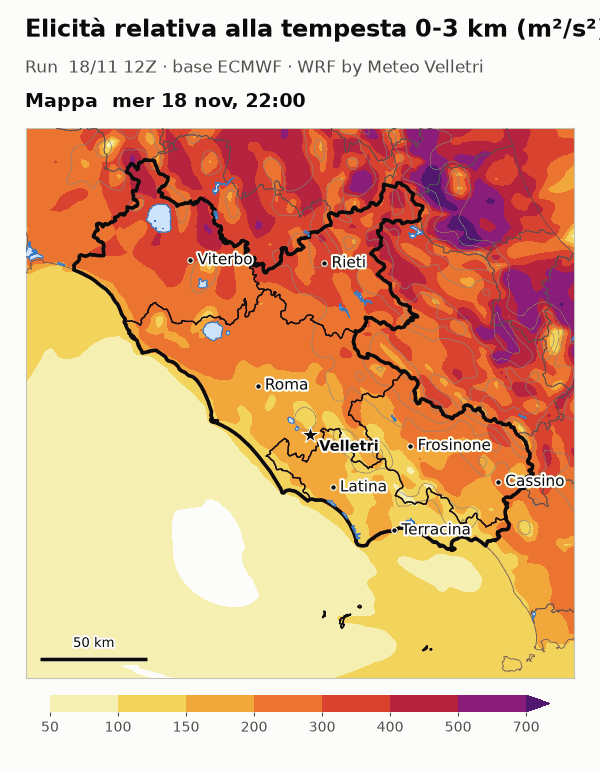 Elicità relativa alla tempesta 0-3 km (m²/s²)
Run  18/11 12Z · base ECMWF · WRF by Meteo Velletri
Mappa  mer 18 nov, 22:00
Viterbo
Rieti
Roma
Velletri
Frosinone
Cassino
Latina
Terracina
50 km
50 100 150 200 300 400 500 700